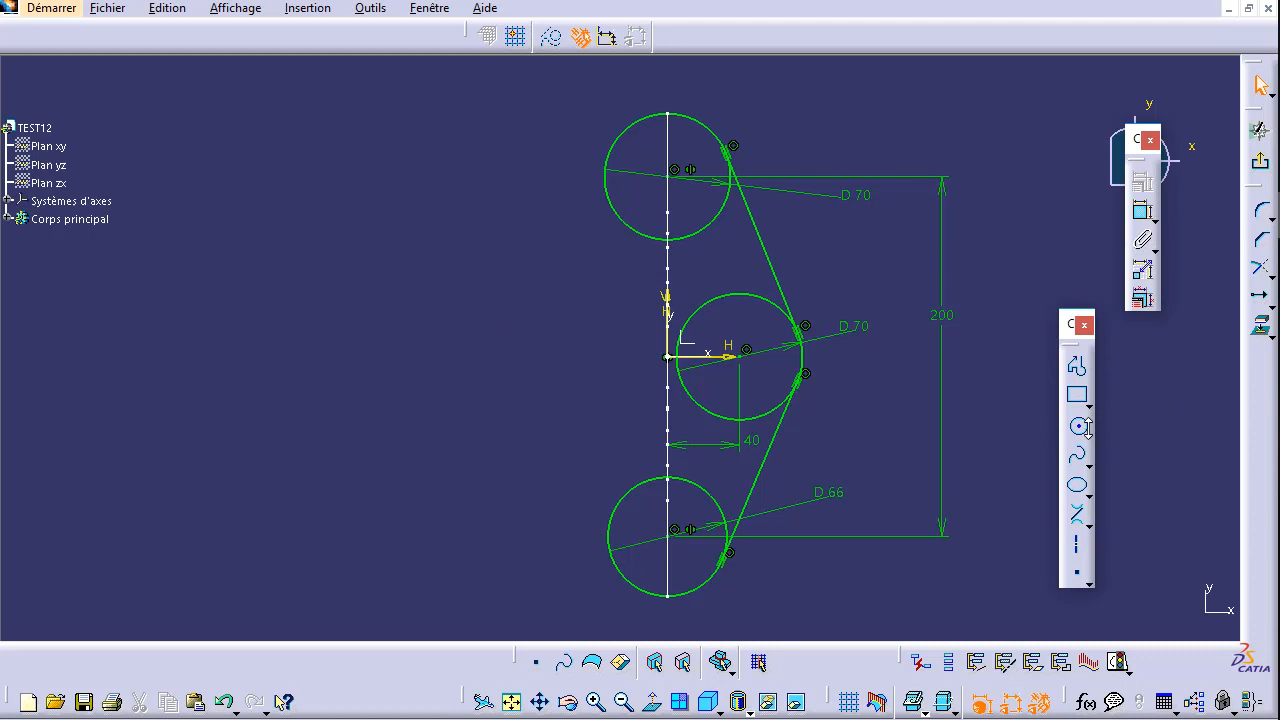 Démarrer Fichier Edition Affichage Insertion Outils Fenêtre Aide
y
x
C
TEST12
Plan xy
Plan yz
Plan zx
Systèmes d'axes
Corps principal
D 70
200
C
D 70
y
H
x
40
D 66
y
x
CATIA
f(x)